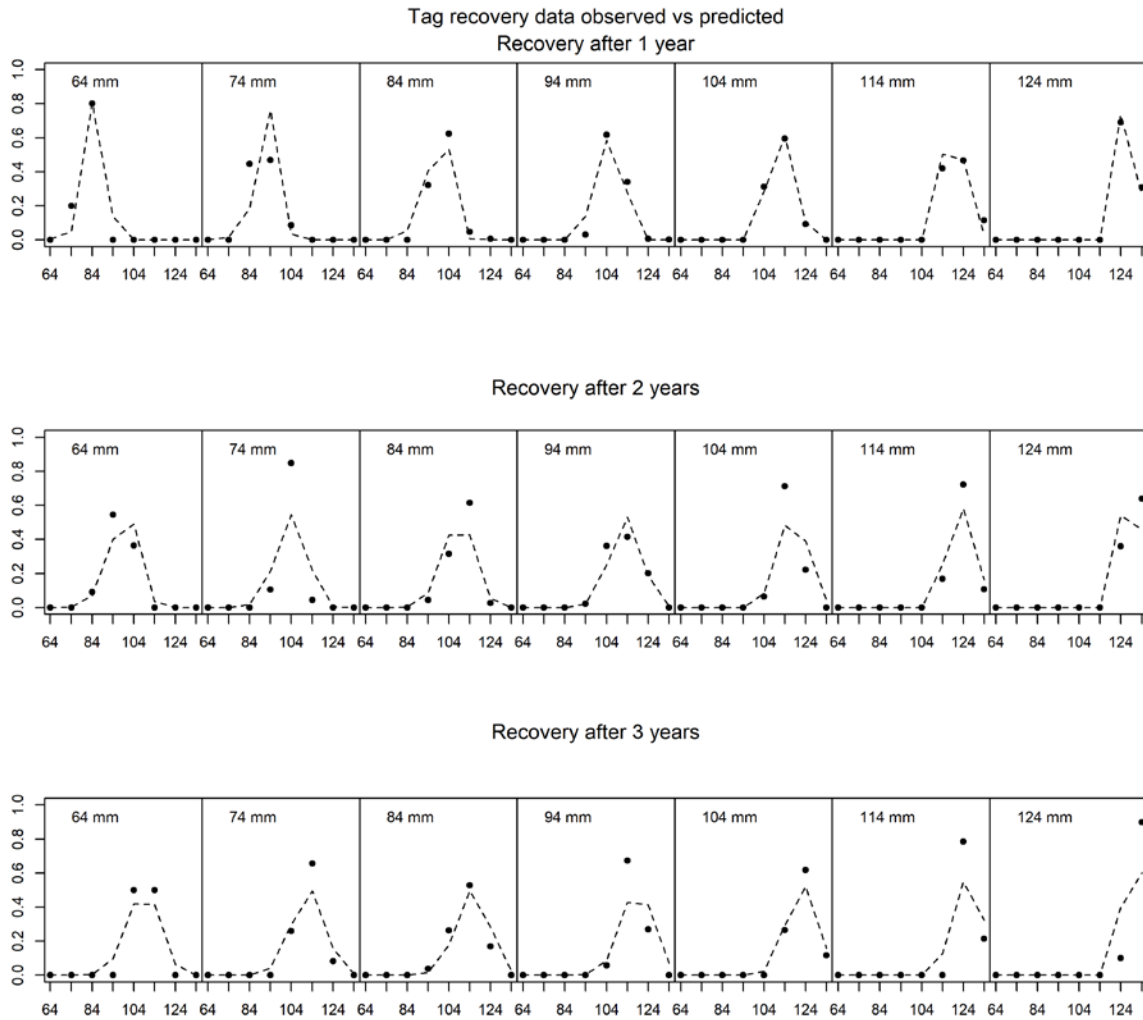 Tag recovery data observed vs predicted
Recovery after 1 year
64 mm 74 mm 84 mm 94 mm 104 mm 114 mm 124 mm
1.0
0.8
0.6
0.4
0.2
0.0
64 84 104 124 64 84 104 124 64 84 104 124 64 84 104 124 64 84 104 124 64 84 104 124 64 84 104 124
Recovery after 2 years
64 mm 74 mm 84 mm 94 mm 104 mm 114 mm 124 mm
1.0
0.8
0.6
0.4
0.2
0.0
64 84 104 124 64 84 104 124 64 84 104 124 64 84 104 124 64 84 104 124 64 84 104 124 64 84 104 124
Recovery after 3 years
64 mm 74 mm 84 mm 94 mm 104 mm 114 mm 124 mm
1.0
0.8
0.6
0.4
0.2
0.0
64 84 104 124 64 84 104 124 64 84 104 124 64 84 104 124 64 84 104 124 64 84 104 124 64 84 104 124